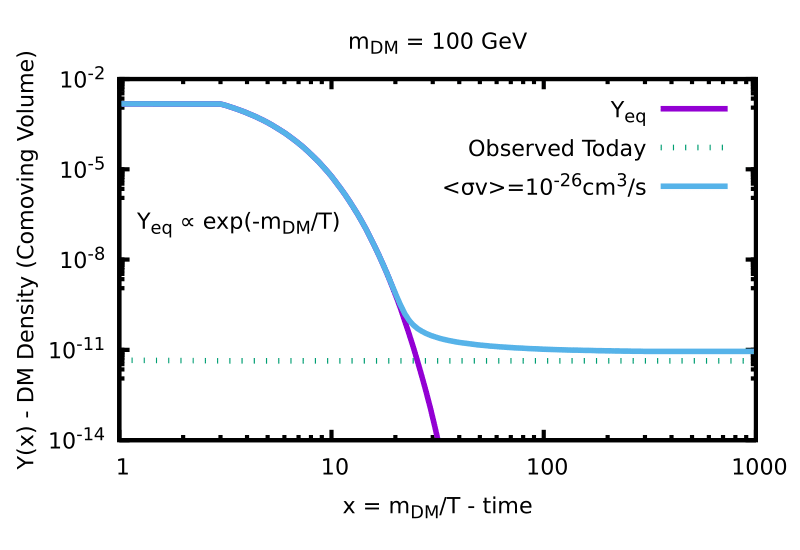 m_DM = 100 GeV
Y(x) - DM Density (Comoving Volume)
10^-2
10^-5
10^-8
10^-11
10^-14
Y_eq
Observed Today
<σv>=10^-26cm^3/s
Y_eq ∝ exp(-m_DM/T)
1 10 100 1000
x = m_DM/T - time